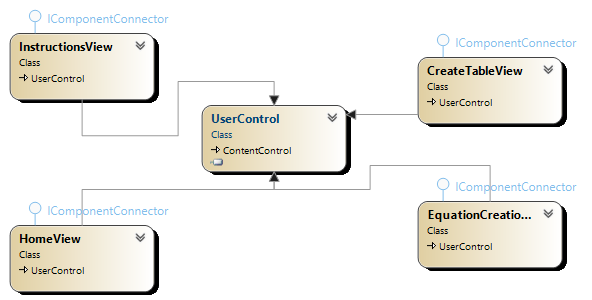 IComponentConnector
InstructionsView
Class
UserControl
IComponentConnector
CreateTableView
Class
UserControl
UserControl
Class
ContentControl
IComponentConnector
HomeView
Class
UserControl
IComponentConnector
EquationCreatio...
Class
UserControl